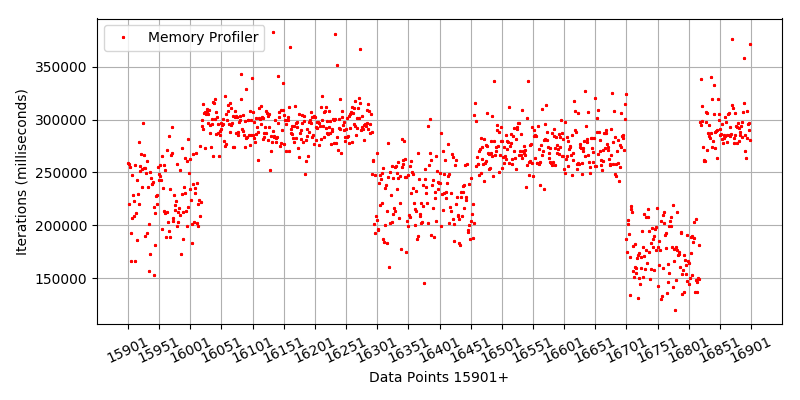 Memory Profiler
350000
300000
250000
200000
150000
Iterations (milliseconds)
15901 15951 16001 16051 16101 16151 16201 16251 16301 16351 16401 16451 16501 16551 16601 16651 16701 16751 16801 16851 16901
Data Points 15901+